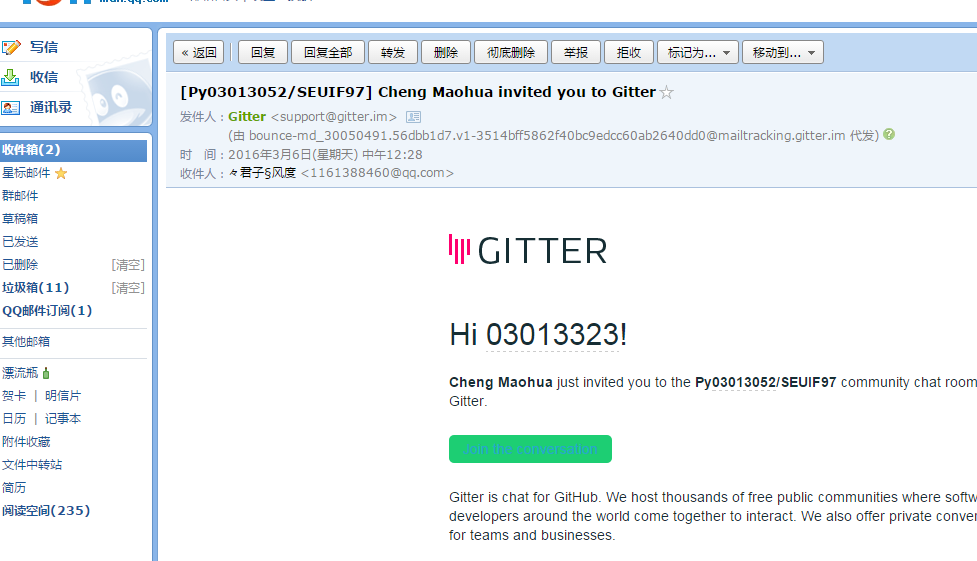 mail.qq.com
« 返回 回复 回复全部 转发 删除 彻底删除 举报 拒收 标记为... 移动到...
写信
收信
通讯录
收件箱(2)
星标邮件
群邮件
草稿箱
已发送
已删除 [清空]
垃圾箱(11) [清空]
QQ邮件订阅(1)
其他邮箱
漂流瓶
贺卡 | 明信片
日历 | 记事本
附件收藏
文件中转站
简历
阅读空间(235)
[Py03013052/SEUIF97] Cheng Maohua invited you to Gitter
发件人：Gitter <support@gitter.im>
(由 bounce-md_30050491.56dbb1d7.v1-3514bff5862f40bc9edcc60ab2640dd0@mailtracking.gitter.im 代发)
时 间：2016年3月6日(星期天) 中午12:28
收件人：々君子§风度 <1161388460@qq.com>
GITTER
Hi 03013323!
Cheng Maohua just invited you to the Py03013052/SEUIF97 community chat room
Gitter.
Join the conversation
Gitter is chat for GitHub. We host thousands of free public communities where softw
developers around the world come together to interact. We also offer private conver
for teams and businesses.